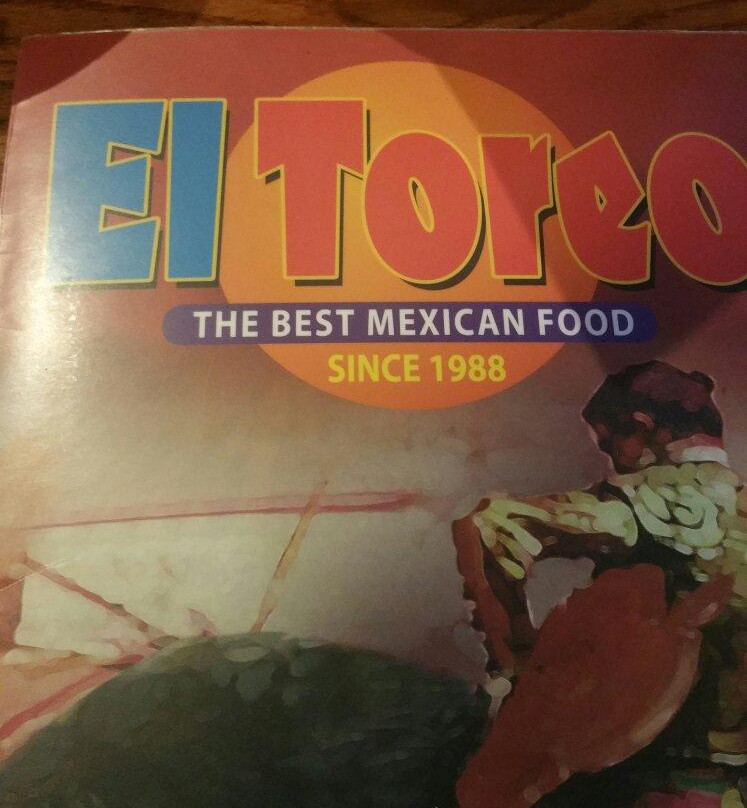 El Toreo
THE BEST MEXICAN FOOD
SINCE 1988